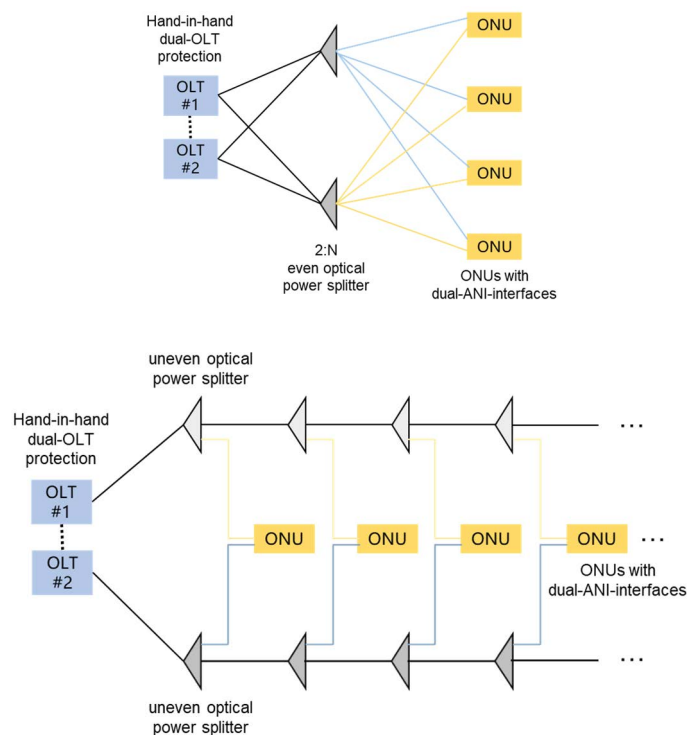 Hand-in-hand
dual-OLT
protection
OLT
#1
OLT
#2
ONU
ONU
ONU
ONU
2:N
even optical
power splitter
ONUs with
dual-ANI-interfaces
uneven optical
power splitter
Hand-in-hand
dual-OLT
protection
OLT
#1
OLT
#2
...
ONU
ONU
ONU
ONU
...
ONUs with
dual-ANI-interfaces
...
uneven optical
power splitter